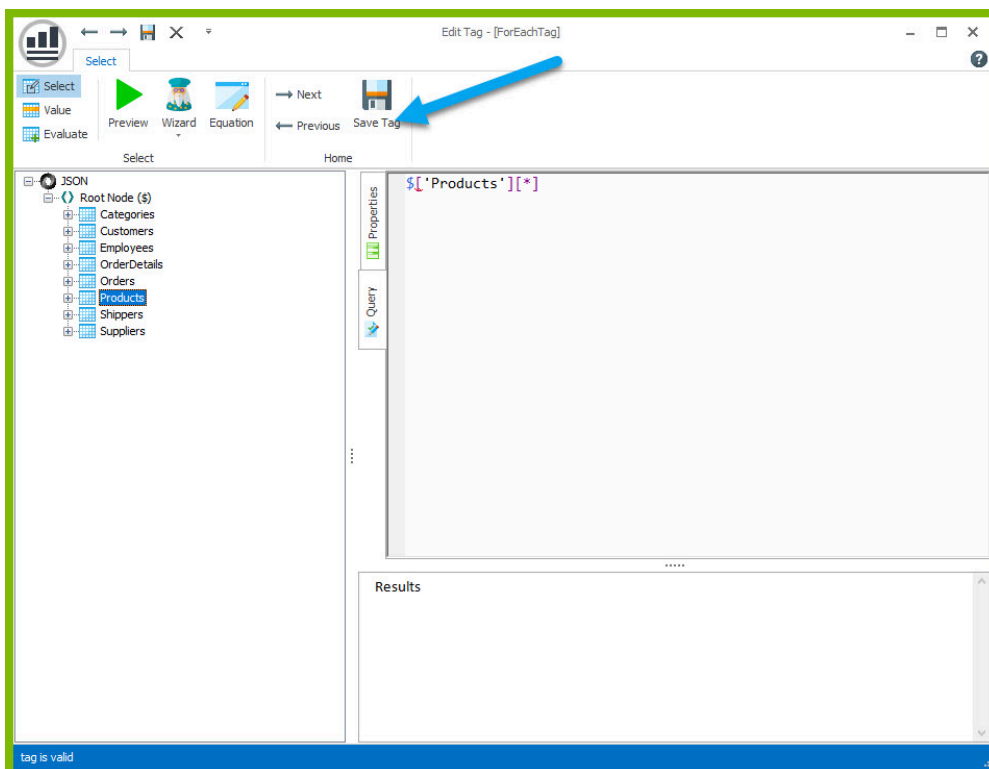 Edit Tag - [ForEachTag]
Select
Select
Value
Evaluate
Preview
Wizard
Equation
Select
Next
Previous
Save Tag
Home
JSON
Root Node ($)
Categories
Customers
Employees
OrderDetails
Orders
Products
Shippers
Suppliers
Properties
Query
$['Products'][*]
Results
tag is valid